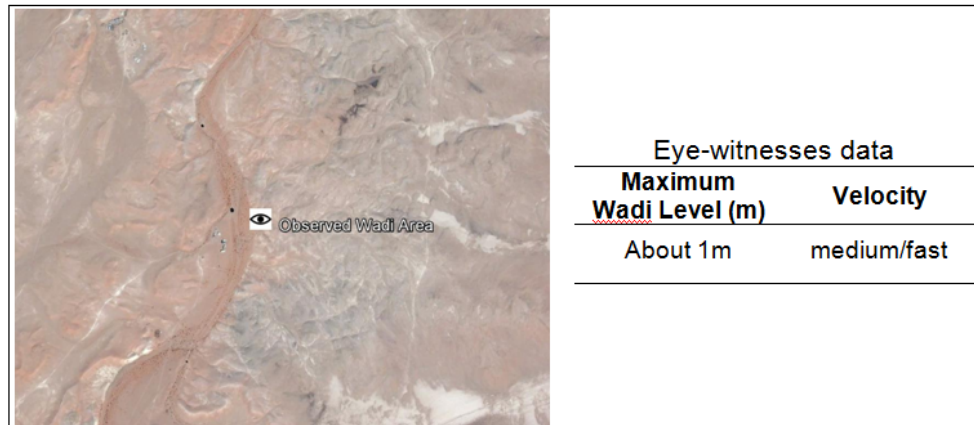 Observed Wadi Area
Eye-witnesses data
Maximum
Wadi Level (m)
Velocity
About 1m
medium/fast